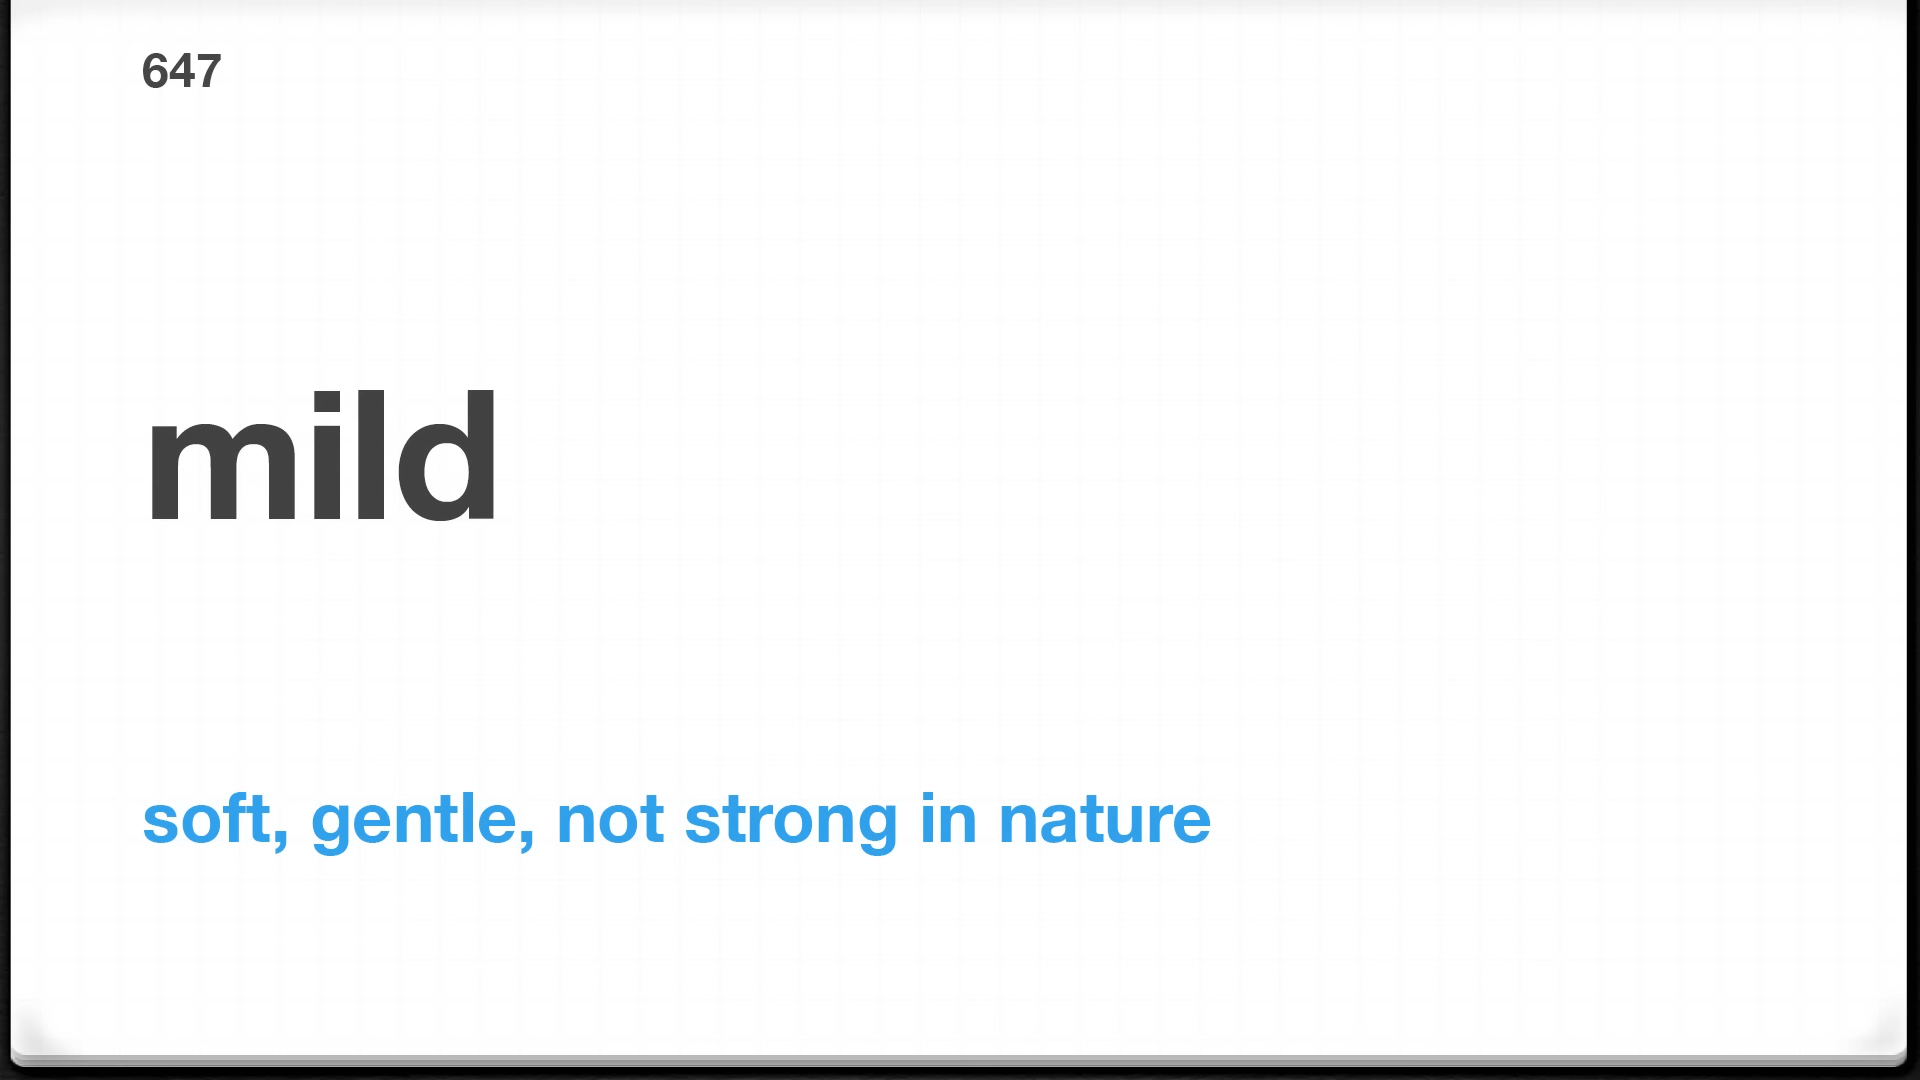 647
mild
soft, gentle, not strong in nature